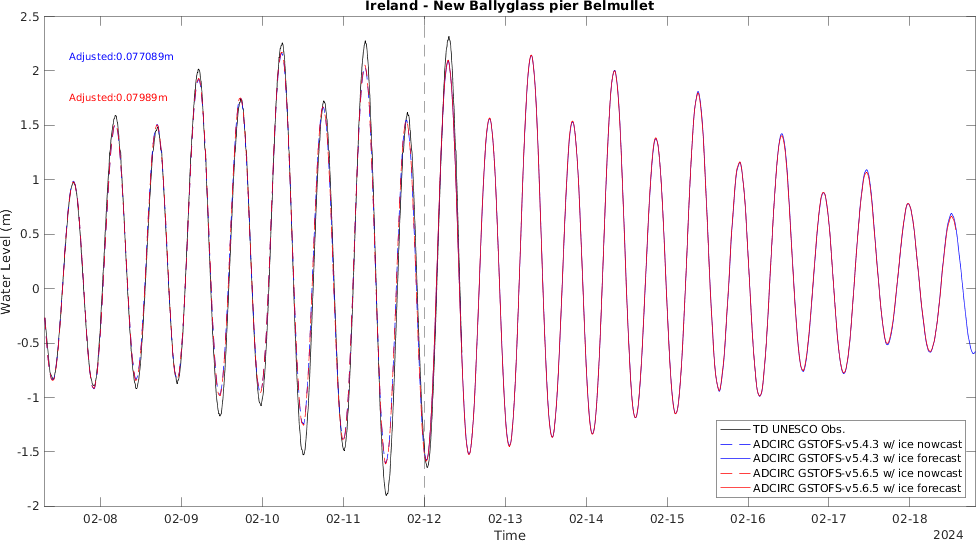 Ireland - New Ballyglass pier Belmullet
2.5
2
1.5
1
0.5
0
-0.5
-1
-1.5
-2
Water Level (m)
Adjusted:0.077089m
Adjusted:0.07989m
TD UNESCO Obs.
ADCIRC GSTOFS-v5.4.3 w/ ice nowcast
ADCIRC GSTOFS-v5.4.3 w/ ice forecast
ADCIRC GSTOFS-v5.6.5 w/ ice nowcast
ADCIRC GSTOFS-v5.6.5 w/ ice forecast
02-08 02-09 02-10 02-11 02-12 02-13 02-14 02-15 02-16 02-17 02-18
Time
2024